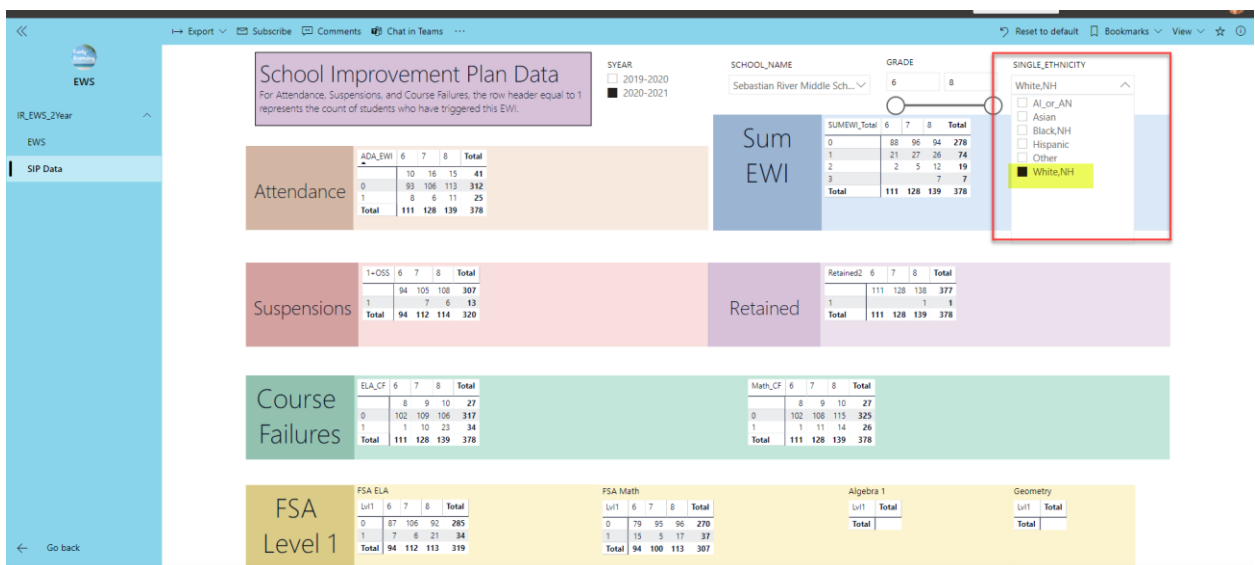 Export Subscribe Comments Chat in Teams ... Reset to default Bookmarks View
EWS
IR_EWS_2Year
EWS
SIP Data
Go back
School Improvement Plan Data
For Attendance, Suspensions, and Course Failures, the row header equal to 1
represents the count of students who have triggered this EWI.
SYEAR
2019-2020
2020-2021
SCHOOL_NAME
Sebastian River Middle Sch...
GRADE
6 8
SINGLE_ETHNICITY
White,NH
AI_or_AN
Asian
Black,NH
Hispanic
Other
White,NH
Attendance
ADA_EWI 6 7 8 Total
10 16 15 41
0 93 106 113 312
1 8 6 11 25
Total 111 128 139 378
Sum
EWI
SUMEWI_Total 6 7 8 Total
0 88 96 94 278
1 21 27 26 74
2 2 5 12 19
3 7 7
Total 111 128 139 378
Suspensions
1+OSS 6 7 8 Total
94 105 108 307
1 7 6 13
Total 94 112 114 320
Retained
Retained2 6 7 8 Total
111 128 138 377
1 1 1
Total 111 128 139 378
Course
Failures
ELA_CF 6 7 8 Total
8 9 10 27
0 102 109 106 317
1 1 10 23 34
Total 111 128 139 378
Math_CF 6 7 8 Total
8 9 10 27
0 102 108 115 325
1 1 11 14 26
Total 111 128 139 378
FSA
Level 1
FSA ELA
Lvl1 6 7 8 Total
0 87 106 92 285
1 7 6 21 34
Total 94 112 113 319
FSA Math
Lvl1 6 7 8 Total
0 79 95 96 270
1 15 5 17 37
Total 94 100 113 307
Algebra 1
Lvl1 Total
Total
Geometry
Lvl1 Total
Total